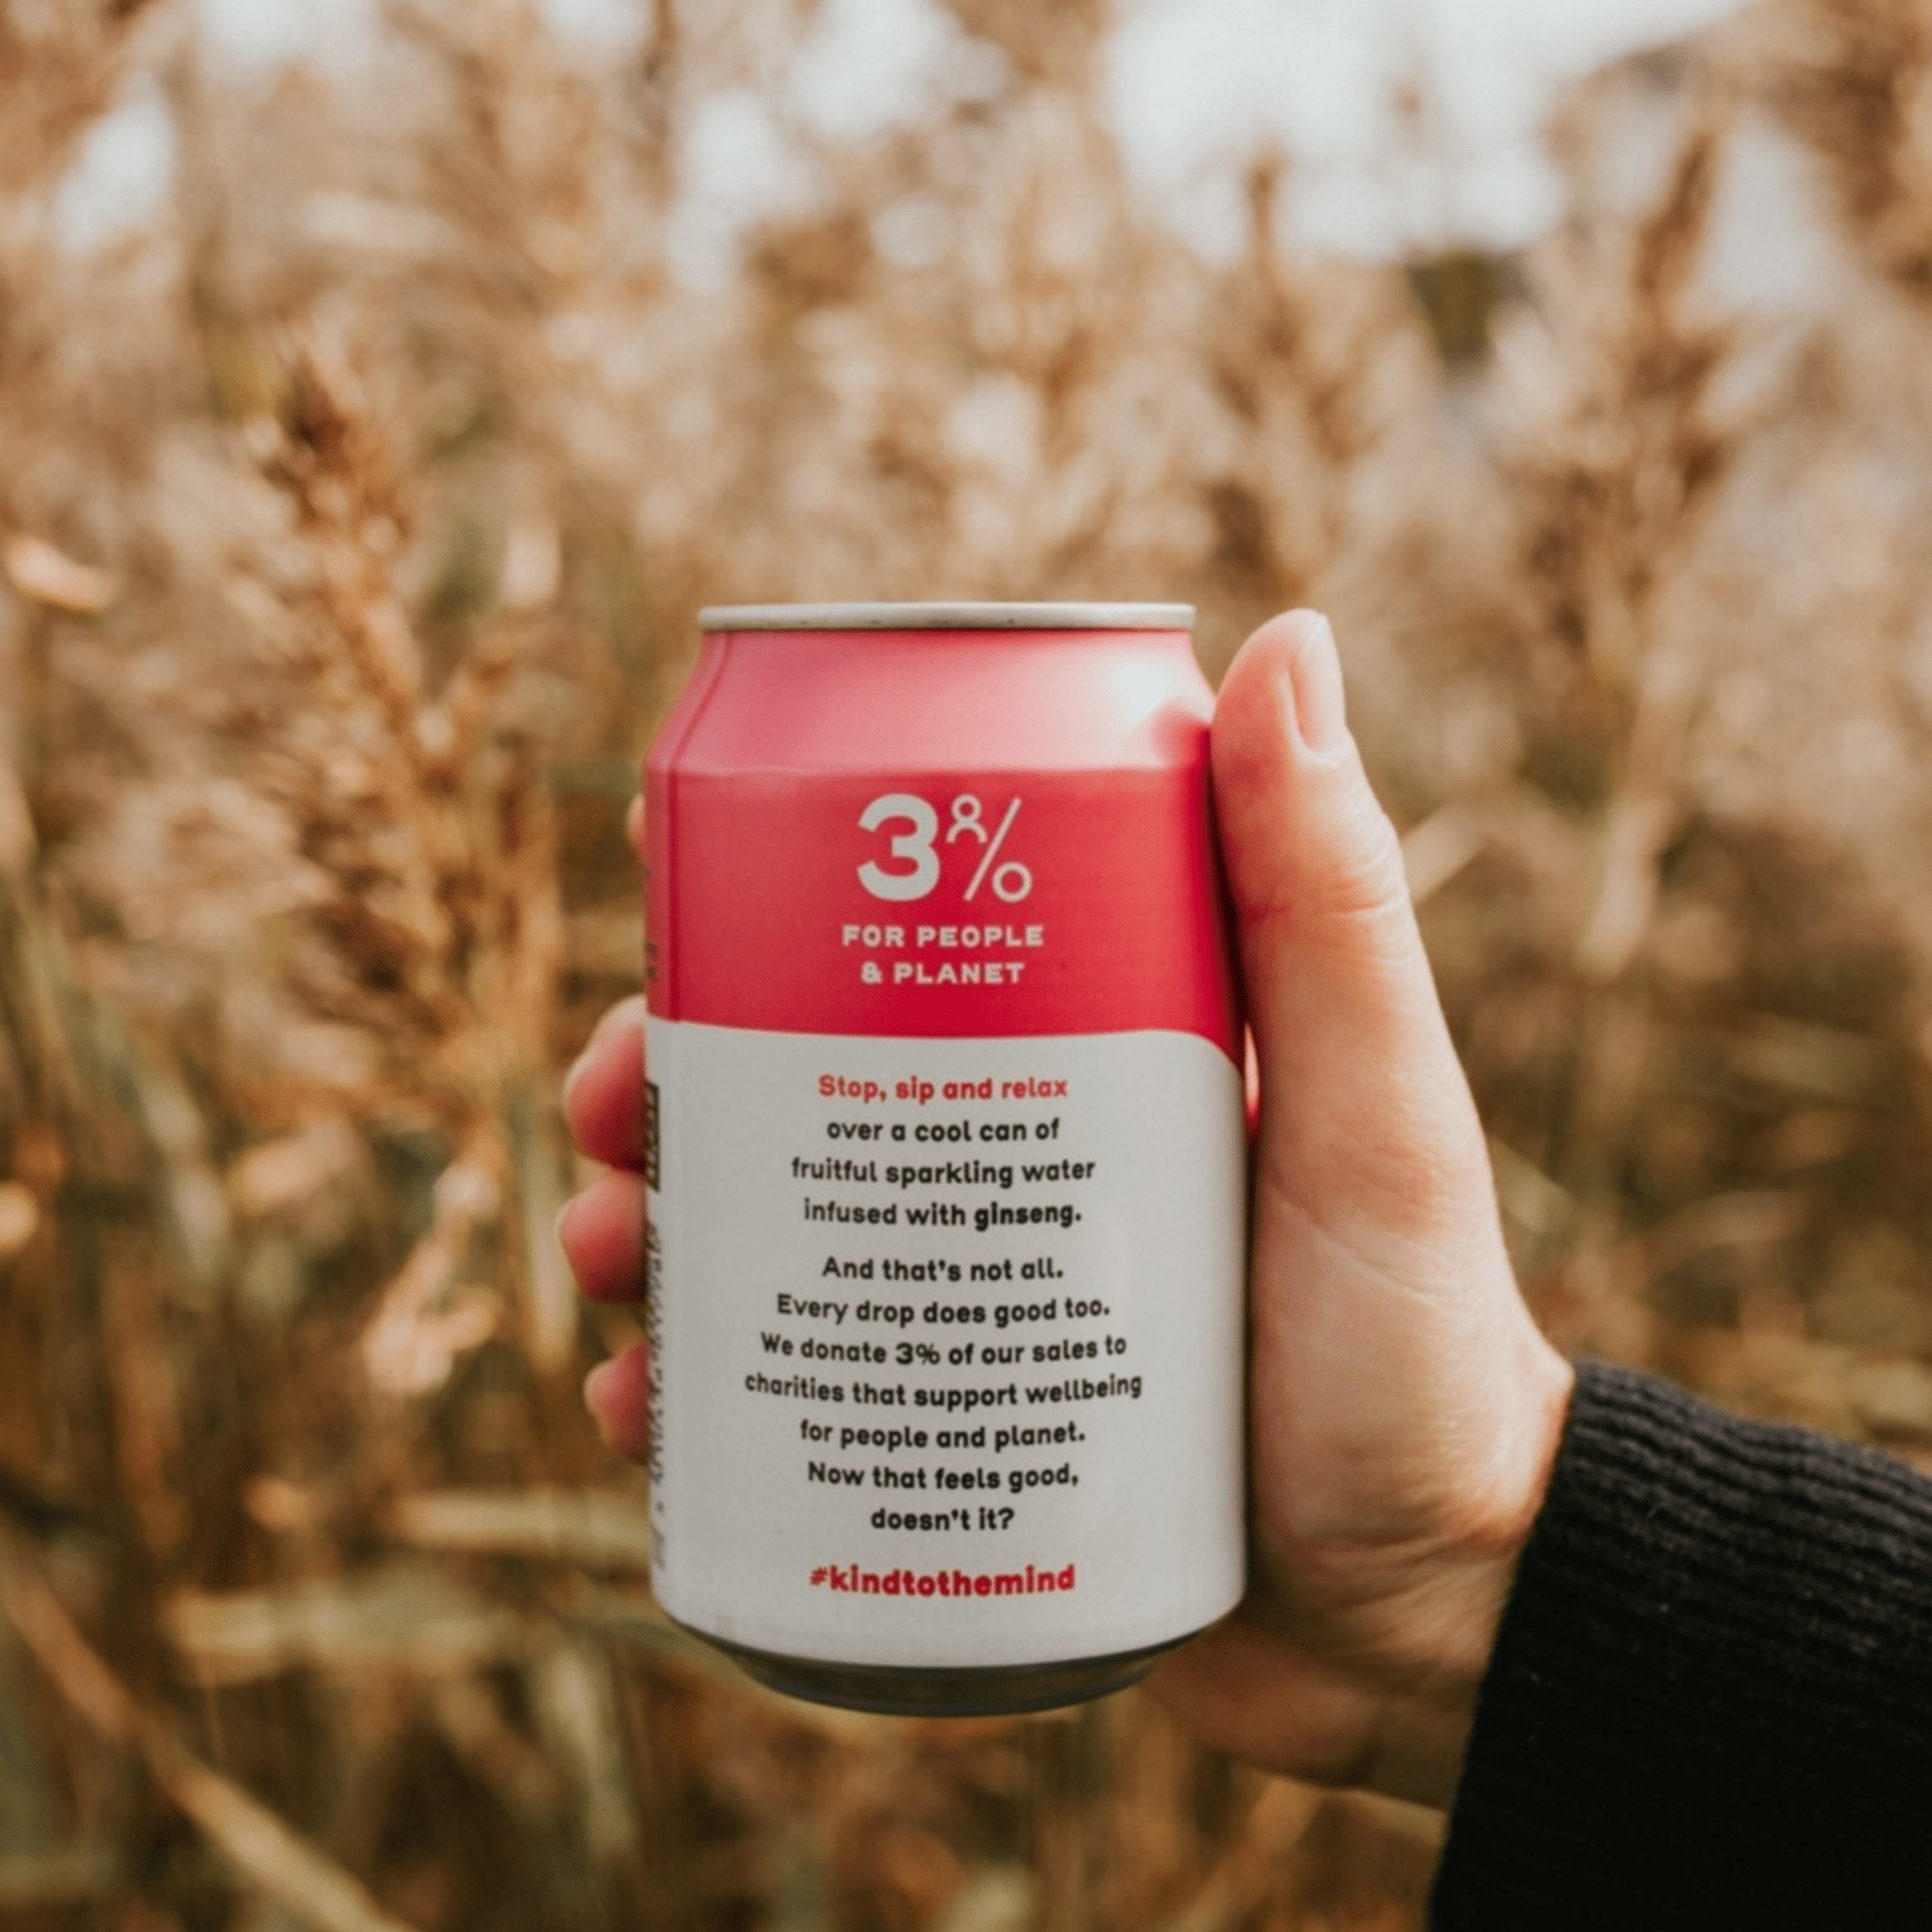 3%
FOR PEOPLE
& PLANET
Stop, sip and relax
over a cool can of
fruitful sparkling water
infused with ginseng.
And that's not all.
Every drop does good too.
We donate 3% of our sales to
charities that support wellbeing
for people and planet.
Now that feels good,
doesn't it?
#kindtothemind